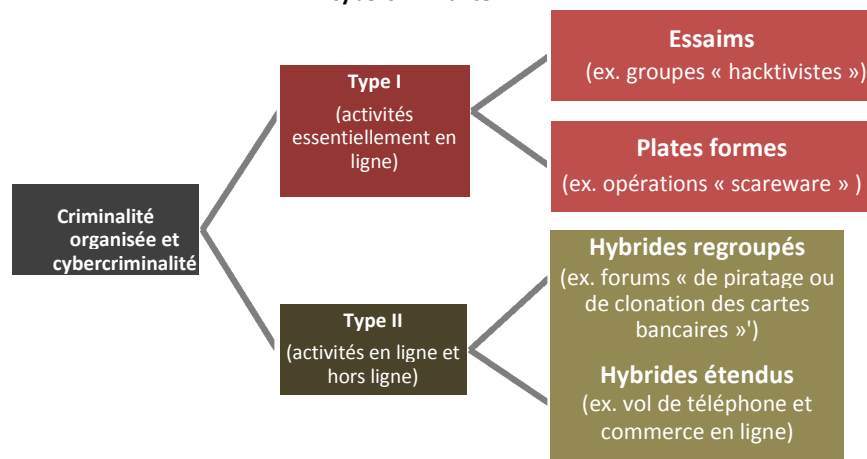 Criminalité
organisée et
cybercriminalité
Type I
(activités
essentiellement en
ligne)
Essaims
(ex. groupes « hacktivistes »)
Plates formes
(ex. opérations « scareware » )
Type II
(activités en ligne et
hors ligne)
Hybrides regroupés
(ex. forums « de piratage ou
de clonation des cartes
bancaires »')
Hybrides étendus
(ex. vol de téléphone et
commerce en ligne)